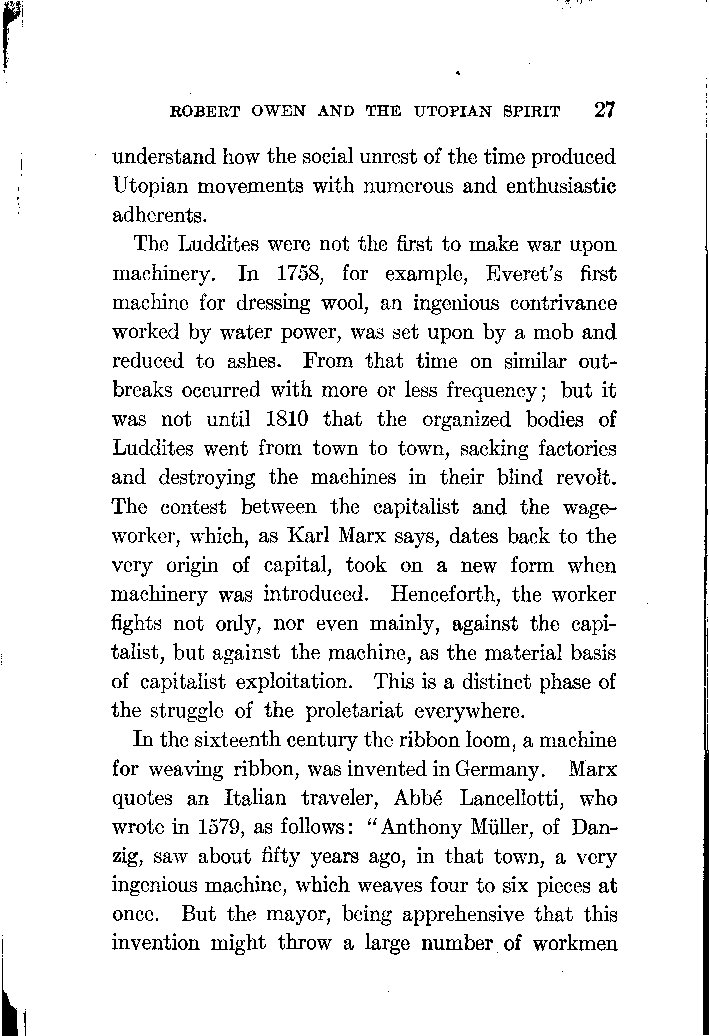 ROBERT OWEN AND THE UTOPIAN SPIRIT 27
understand how the social unrest of the time produced
Utopian movements with numerous and enthusiastic
adherents.
The Luddites were not the first to make war upon
machinery. In 1758, for example, Everet's first
machine for dressing wool, an ingenious contrivance
worked by water power, was set upon by a mob and
reduced to ashes. From that time on similar out-
breaks occurred with more or less frequency; but it
was not until 1810 that the organized bodies of
Luddites went from town to town, sacking factories
and destroying the machines in their blind revolt.
The contest between the capitalist and the wage-
worker, which, as Karl Marx says, dates back to the
very origin of capital, took on a new form when
machinery was introduced. Henceforth, the worker
fights not only, nor even mainly, against the capi-
talist, but against the machine, as the material basis
of capitalist exploitation. This is a distinct phase of
the struggle of the proletariat everywhere.
In the sixteenth century the ribbon loom, a machine
for weaving ribbon, was invented in Germany. Marx
quotes an Italian traveler, Abbé Lancellotti, who
wrote in 1579, as follows: "Anthony Müller, of Dan-
zig, saw about fifty years ago, in that town, a very
ingenious machine, which weaves four to six pieces at
once. But the mayor, being apprehensive that this
invention might throw a large number of workmen